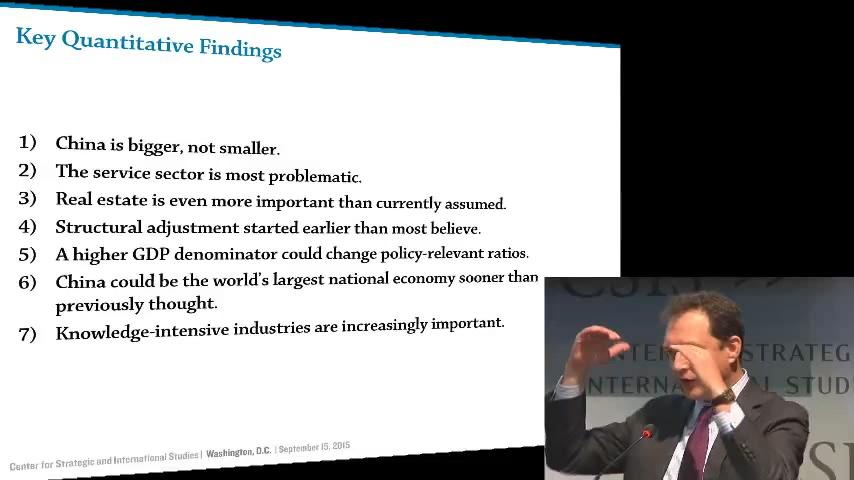 Key Quantitative Findings
1) China is bigger, not smaller.
2) The service sector is most problematic.
3) Real estate is even more important than currently assumed.
4) Structural adjustment started earlier than most believe.
5) A higher GDP denominator could change policy-relevant ratios.
6) China could be the world's largest national economy sooner than
previously thought.
7) Knowledge-intensive industries are increasingly important.
Center for Strategic and International Studies | Washington, D.C. | September 15, 2015
STRATEG
INTERNA L STUD